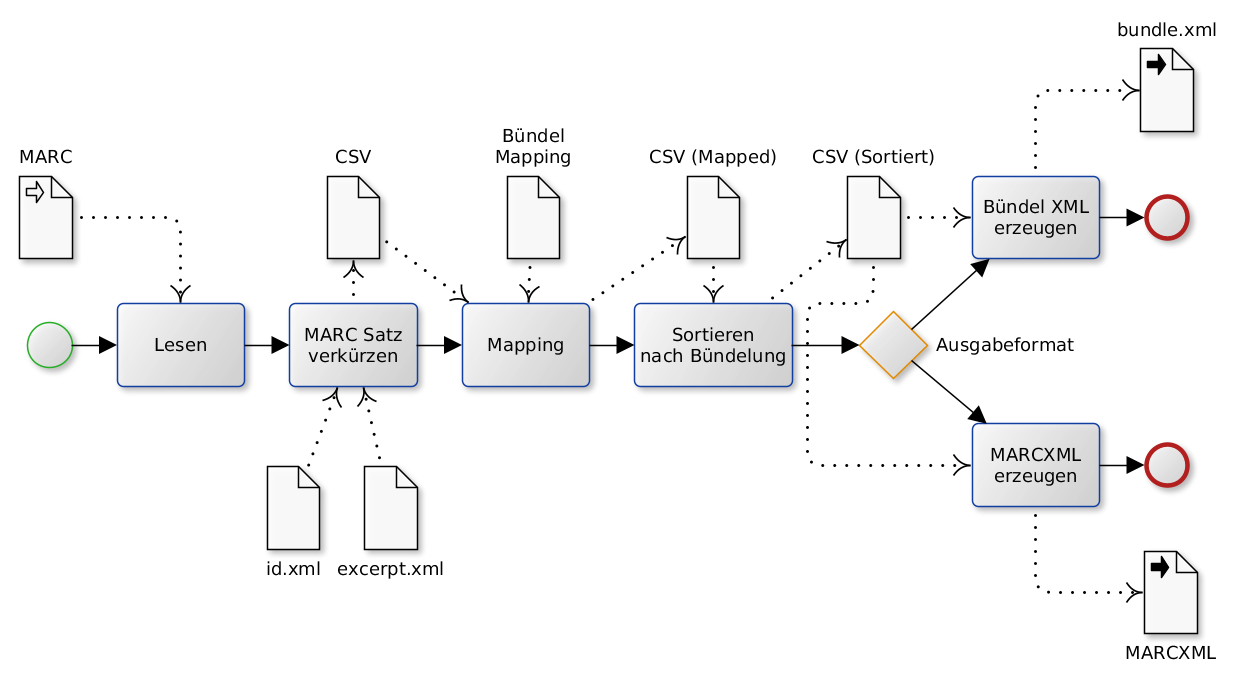 bundle.xml
MARC
CSV
Bündel
Mapping
CSV (Mapped)
CSV (Sortiert)
Bündel XML
erzeugen
Lesen
MARC Satz
verkürzen
Mapping
Sortieren
nach Bündelung
Ausgabeformat
MARCXML
erzeugen
id.xml
excerpt.xml
MARCXML